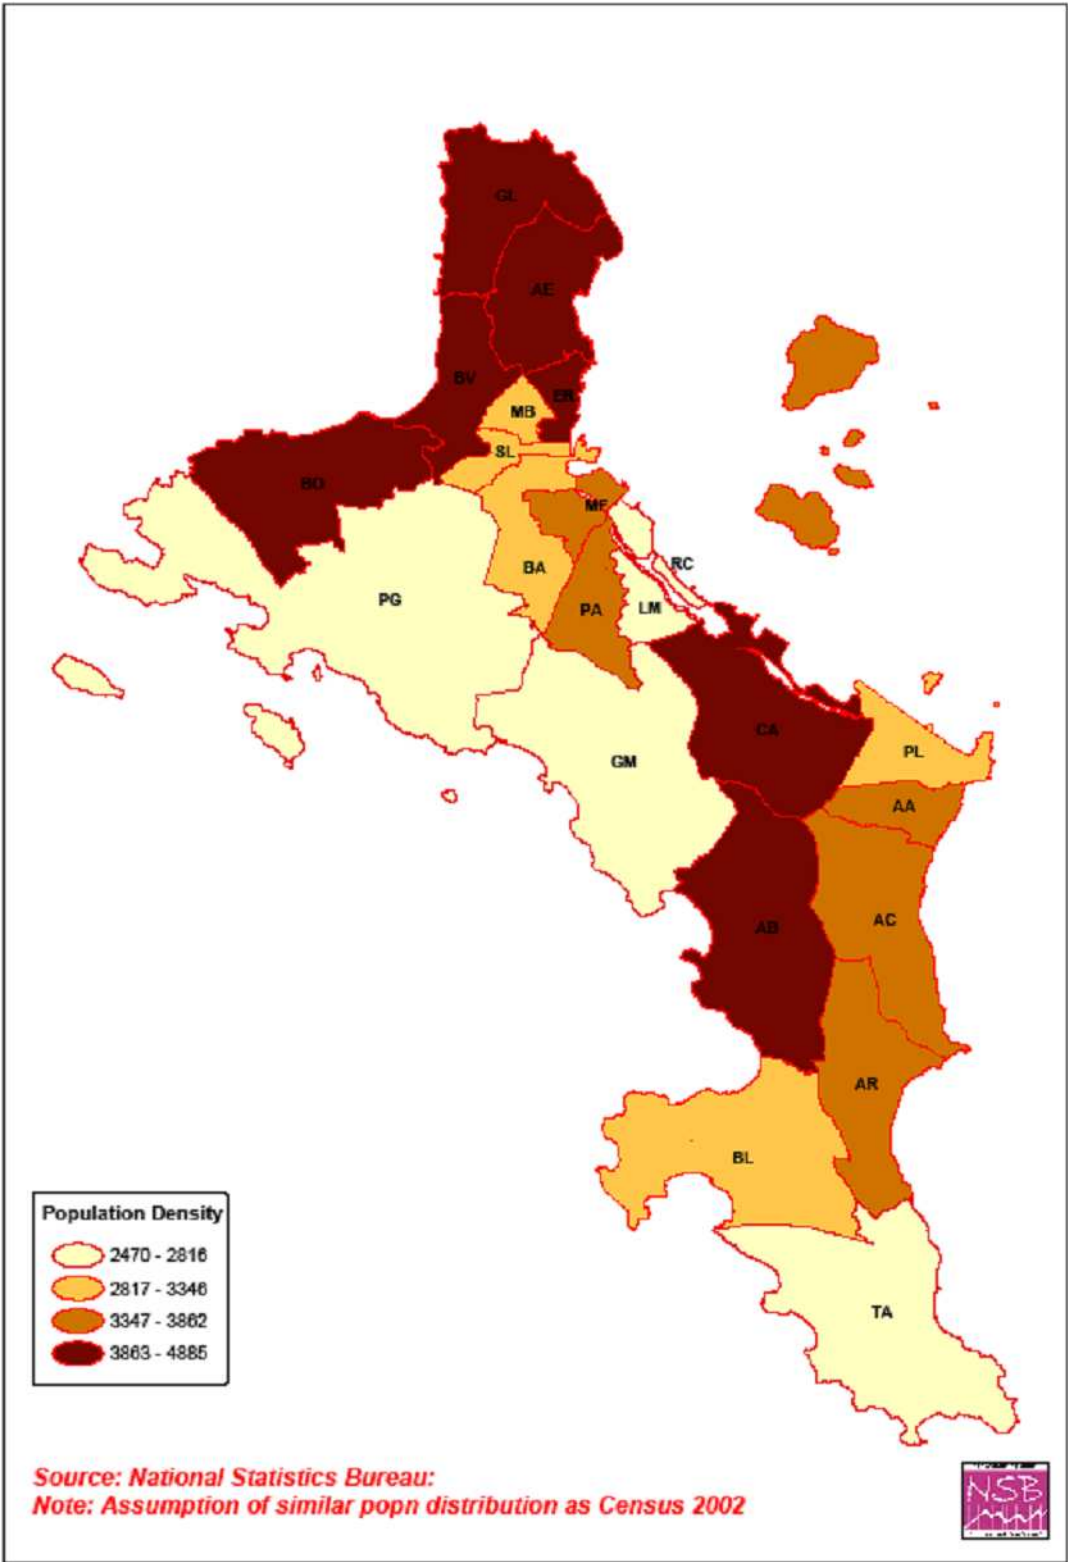 GL
AE
BV
ER
MB
SL
BO
MF
BA
RC
PG
PA
LM
CA
PL
GM
AA
AC
AB
AR
BL
TA
Population Density
2470 - 2816
2817 - 3346
3347 - 3862
3863 - 4885
Source: National Statistics Bureau:
Note: Assumption of similar popn distribution as Census 2002
NSB